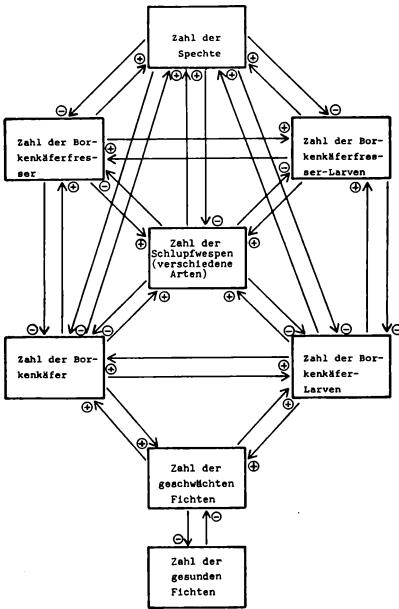 Zahl der
Spechte
Zahl der Bor-
kenkäferfres-
ser
Zahl der Bor-
kenkäferfres-
ser-Larven
Zahl der
Schlupfwespen
(verschiedene
Arten)
Zahl der Bor-
kenkäfer
Zahl der Bor-
kenkäfer-
Larven
Zahl der
geschwächten
Fichten
Zahl der
gesunden
Fichten